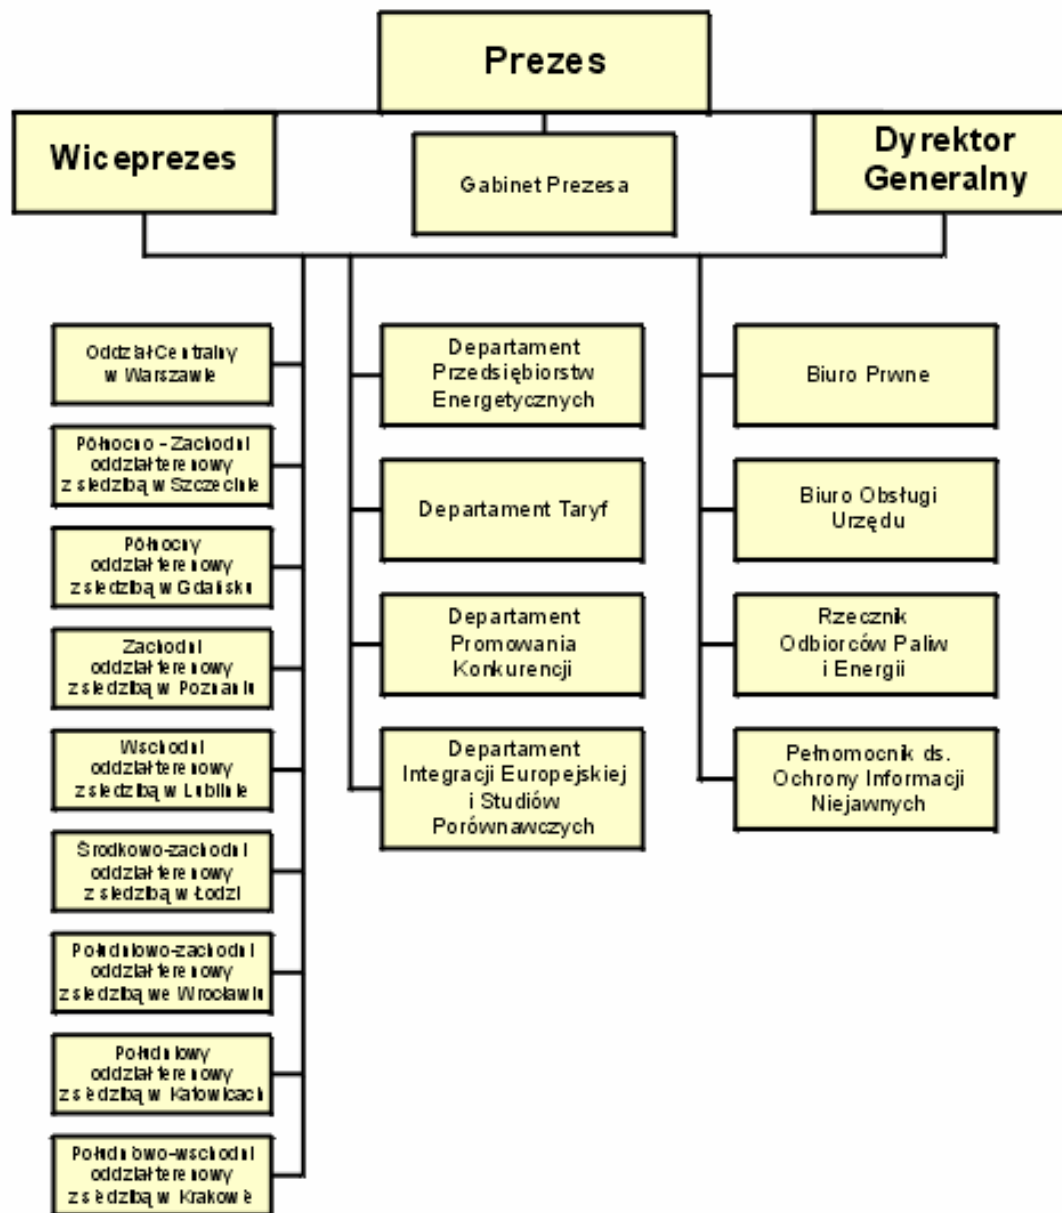 Prezes
Wiceprezes
Gabinet Prezesa
Dyrektor
Generalny
Oddział Centralny
w Warszawie
Północno - Zachodni
oddział terenowy
z siedzibą w Szczecinie
Północny
oddział terenowy
z siedzibą w Gdańsku
Zachodni
oddział terenowy
z siedzibą w Poznaniu
Wschodni
oddział terenowy
z siedzibą w Lublinie
Środkowo-zachodni
oddział terenowy
z siedzibą w Łodzi
Południowo-zachodni
oddział terenowy
z siedzibą we Wrocławiu
Południowy
oddział terenowy
z siedzibą w Katowicach
Południowo-wschodni
oddział terenowy
z siedzibą w Krakowie
Departament
Przedsiębiorstw
Energetycznych
Departament Taryf
Departament
Promowania
Konkurencji
Departament
Integracji Europejskiej
i Studiów
Porównawczych
Biuro Prwne
Biuro Obsługi
Urzędu
Rzecznik
Odbiorców Paliw
i Energii
Pełnomocnik ds.
Ochrony Informacji
Niejawnych